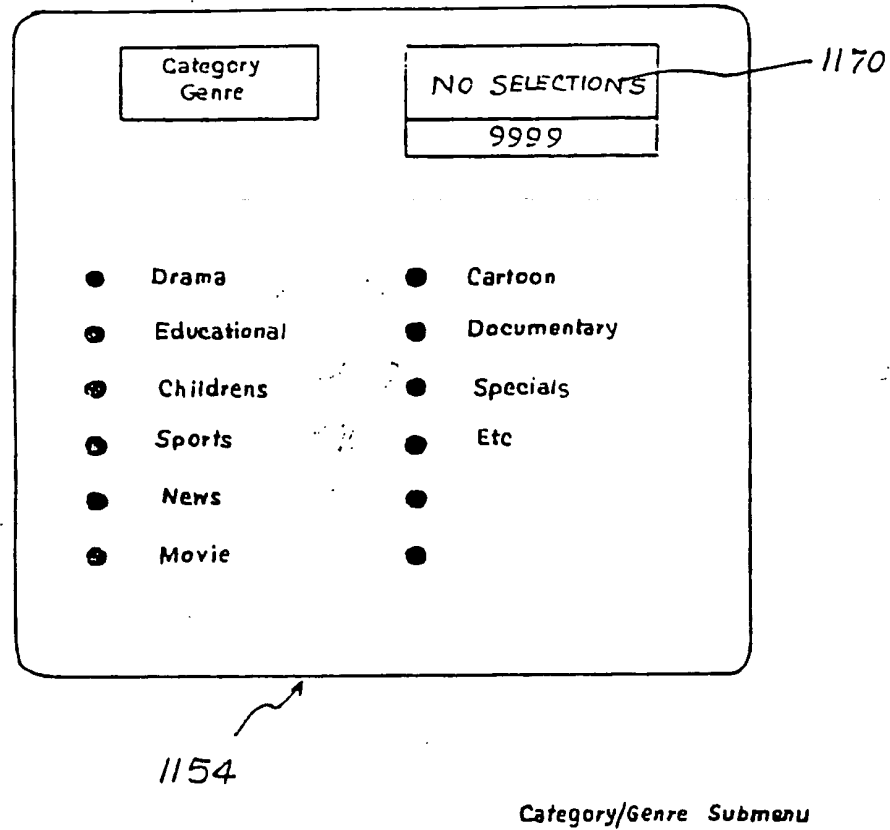 Category
Genre
NO SELECTIONS
9999
1170
Drama
Educational
Childrens
Sports
News
Movie
Cartoon
Documentary
Specials
Etc
1154
Category/Genre Submenu